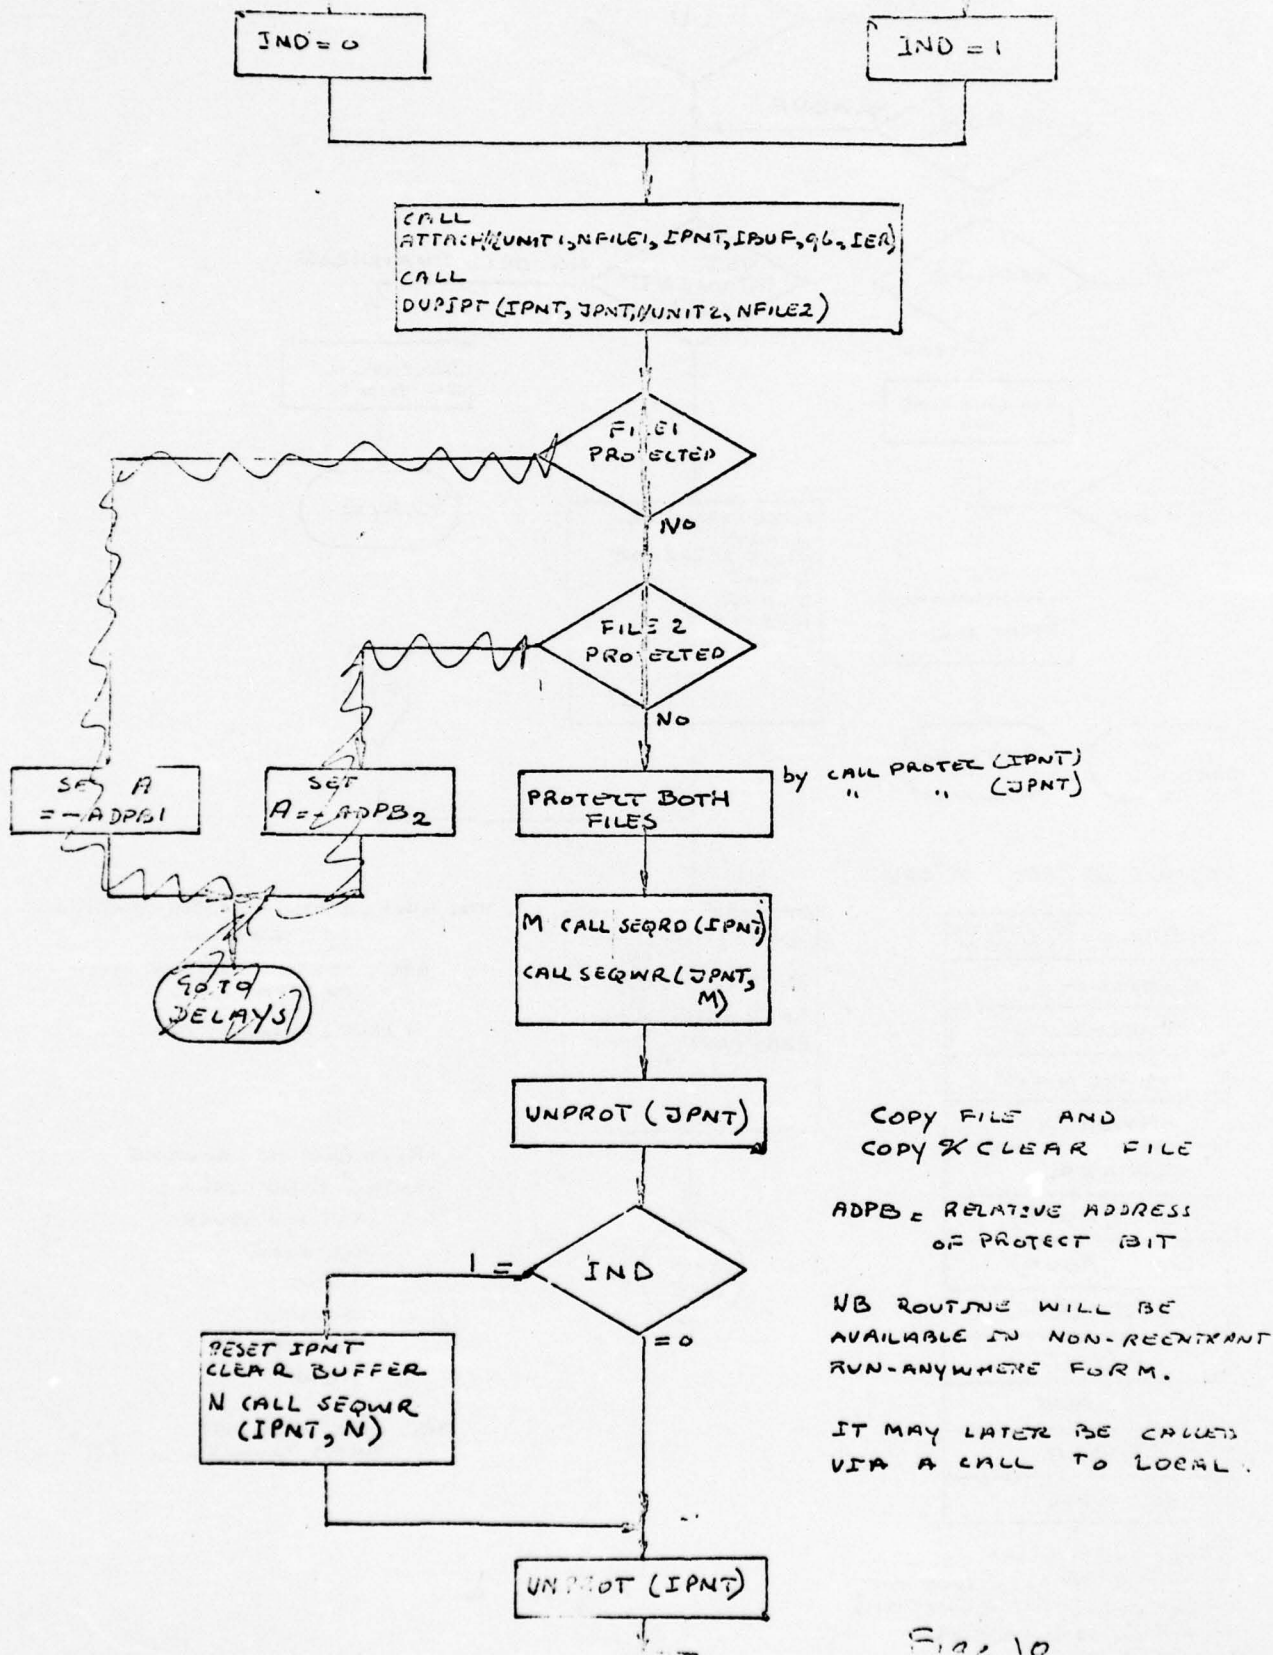 IND = 0
IND = 1
CALL
ATTACH(NUNIT1,NFILE1,IPNT,IBUF,96,IER)
CALL
DUPIPT(IPNT,JPNT,NUNIT2,NFILE2)
FILE1
PROTECTED
NO
FILE 2
PROTECTED
NO
SET A
= -ADPB1
SET
A = -ADPB2
PROTECT BOTH
FILES
by CALL PROTEC (IPNT)
" " (JPNT)
M CALL SEQRD (IPNT)
CALL SEQWR (JPNT,
M)
GO TO
DELAYS
UNPROT (JPNT)
COPY FILE AND
COPY & CLEAR FILE
ADPB = RELATIVE ADDRESS
OF PROTECT BIT
1 =
IND
= 0
NB ROUTINE WILL BE
AVAILABLE IN NON-REENTRANT
RUN-ANYWHERE FORM.
RESET IPNT
CLEAR BUFFER
N CALL SEQWR
(IPNT, N)
IT MAY LATER BE CALLED
VIA A CALL TO LOCAL.
UNPROT (IPNT)
Fig. 10